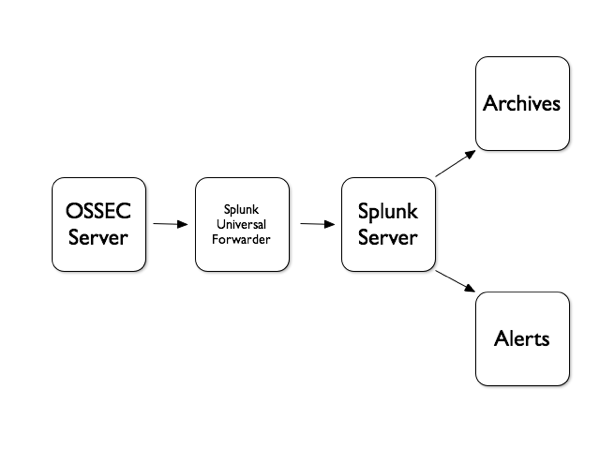 OSSEC
Server
Splunk
Universal
Forwarder
Splunk
Server
Archives
Alerts